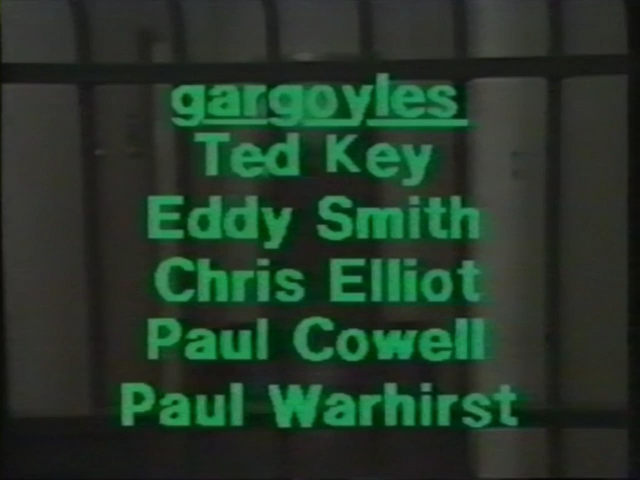 gargoyles
Ted Key
Eddy Smith
Chris Elliot
Paul Cowell
Paul Warhirst